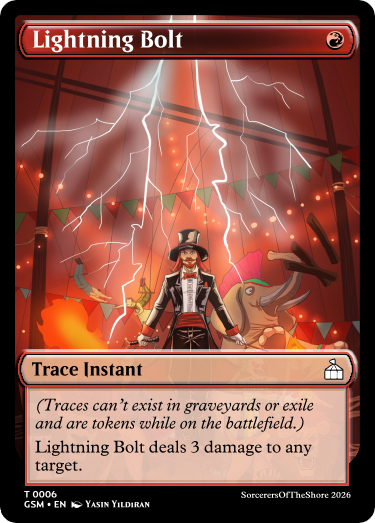 Lightning Bolt
Trace Instant
(Traces can't exist in graveyards or exile
and are tokens while on the battlefield.)
Lightning Bolt deals 3 damage to any
target.
T 0006
GSM • EN Yasin Yıldıran
SorcerersOfTheShore 2026